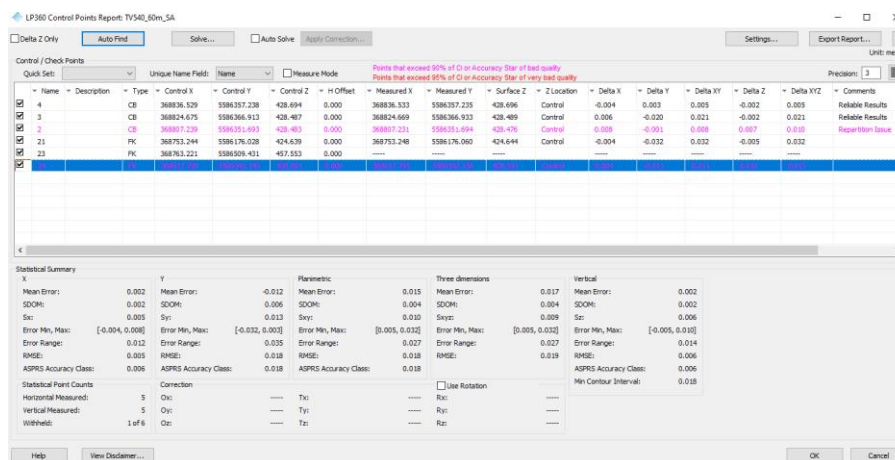 LP360 Control Points Report: TV540_60m_SA
Delta Z Only Auto Find Solve... Auto Solve Apply Correction... Settings... Export Report...
Unit: me
Control / Check Points
Points that exceed 90% of CI or Accuracy Star of bad quality
Quick Set: Unique Name Field: Name Measure Mode Precision: 3
Points that exceed 95% of CI or Accuracy Star of very bad quality
Name Description Type Control X Control Y Control Z H Offset Measured X Measured Y Surface Z Z Location Delta X Delta Y Delta XY Delta Z Delta XYZ Comments
4 CB 368836.529 5586357.238 428.694 0.000 368836.533 5586357.235 428.696 Control -0.004 0.003 0.005 -0.002 0.005 Reliable Results
3 CB 368824.675 5586366.913 428.487 0.000 368824.669 5586366.933 428.489 Control 0.006 -0.020 0.021 -0.002 0.021 Reliable Results
2 CB 368807.239 5586351.693 428.483 0.000 368807.231 5586351.694 428.476 Control 0.008 -0.001 0.008 0.007 0.010 Repartition Issue
21 FK 368753.244 5586176.028 424.639 0.000 368753.248 5586176.060 424.644 Control -0.004 -0.032 0.032 -0.005 0.032
23 FK 368763.221 5586509.431 457.553 0.000 ----- ----- ----- ----- ----- ----- ----- -----
Statistical Summary
X Y Planimetric Three dimensions Vertical
Mean Error: 0.002 Mean Error: -0.012 Mean Error: 0.015 Mean Error: 0.017 Mean Error: 0.002
SDOM: 0.002 SDOM: 0.006 SDOM: 0.004 SDOM: 0.004 SDOM: 0.002
Sx: 0.005 Sy: 0.013 Sxy: 0.010 Sxyz: 0.009 Sz: 0.006
Error Min, Max: [-0.004, 0.008] Error Min, Max: [-0.032, 0.003] Error Min, Max: [0.005, 0.032] Error Min, Max: [0.005, 0.032] Error Min, Max: [-0.005, 0.010]
Error Range: 0.012 Error Range: 0.035 Error Range: 0.027 Error Range: 0.027 Error Range: 0.014
RMSE: 0.005 RMSE: 0.018 RMSE: 0.018 RMSE: 0.019 RMSE: 0.006
ASPRS Accuracy Class: 0.006 ASPRS Accuracy Class: 0.018 ASPRS Accuracy Class: 0.018 ASPRS Accuracy Class: 0.006
Min Contour Interval: 0.018
Statistical Point Counts Correction Use Rotation
Horizontal Measured: 5 Ox: ----- Tx: ----- Rx: -----
Vertical Measured: 5 Oy: ----- Ty: ----- Ry: -----
Withheld: 1 of 6 Oz: ----- Tz: ----- Rz: -----
Help View Disclaimer... OK Cancel